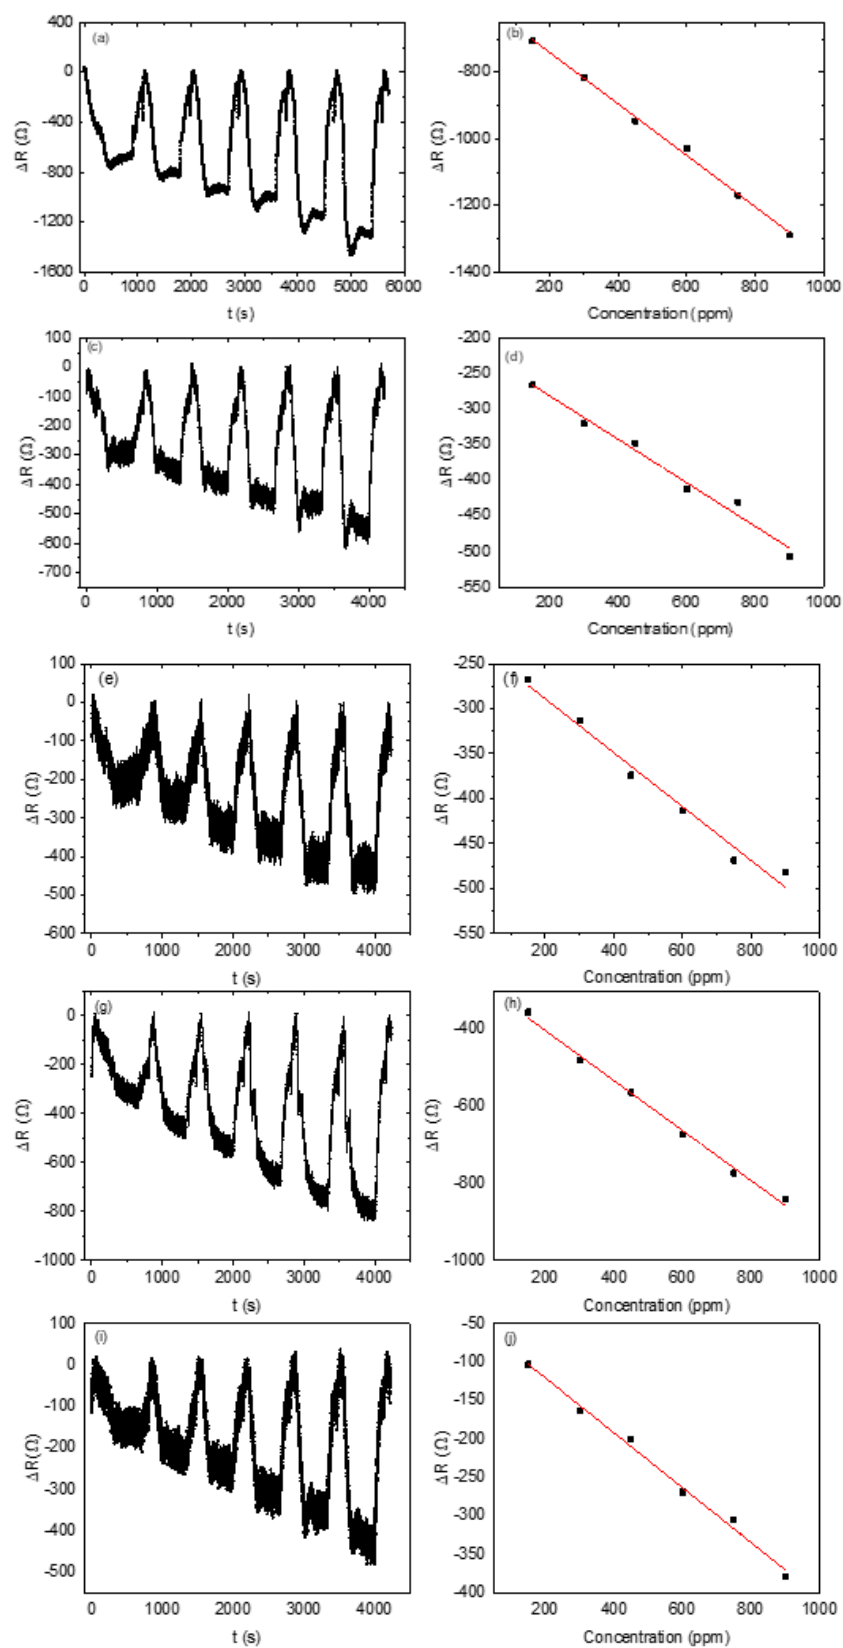 400
0
-400
-800
-1200
-1600
ΔR (Ω)
(a)
0 1000 2000 3000 4000 5000 6000
t (s)
-800
-1000
-1200
-1400
ΔR (Ω)
(b)
200 400 600 800 1000
Concentration (ppm)
100
0
-100
-200
-300
-400
-500
-600
-700
ΔR (Ω)
(c)
0 1000 2000 3000 4000
t (s)
-200
-250
-300
-350
-400
-450
-500
-550
ΔR (Ω)
(d)
200 400 600 800 1000
Concentration (ppm)
100
0
-100
-200
-300
-400
-500
-600
ΔR (Ω)
(e)
0 1000 2000 3000 4000
t (s)
-250
-300
-350
-400
-450
-500
-550
ΔR (Ω)
(f)
200 400 600 800 1000
Concentration (ppm)
0
-200
-400
-600
-800
-1000
ΔR (Ω)
(g)
0 1000 2000 3000 4000
t (s)
-400
-600
-800
-1000
ΔR (Ω)
(h)
200 400 600 800 1000
Concentration (ppm)
100
0
-100
-200
-300
-400
-500
ΔR(Ω)
(i)
0 1000 2000 3000 4000
t (s)
-50
-100
-150
-200
-250
-300
-350
-400
ΔR (Ω)
(j)
200 400 600 800 1000
Concentration (ppm)